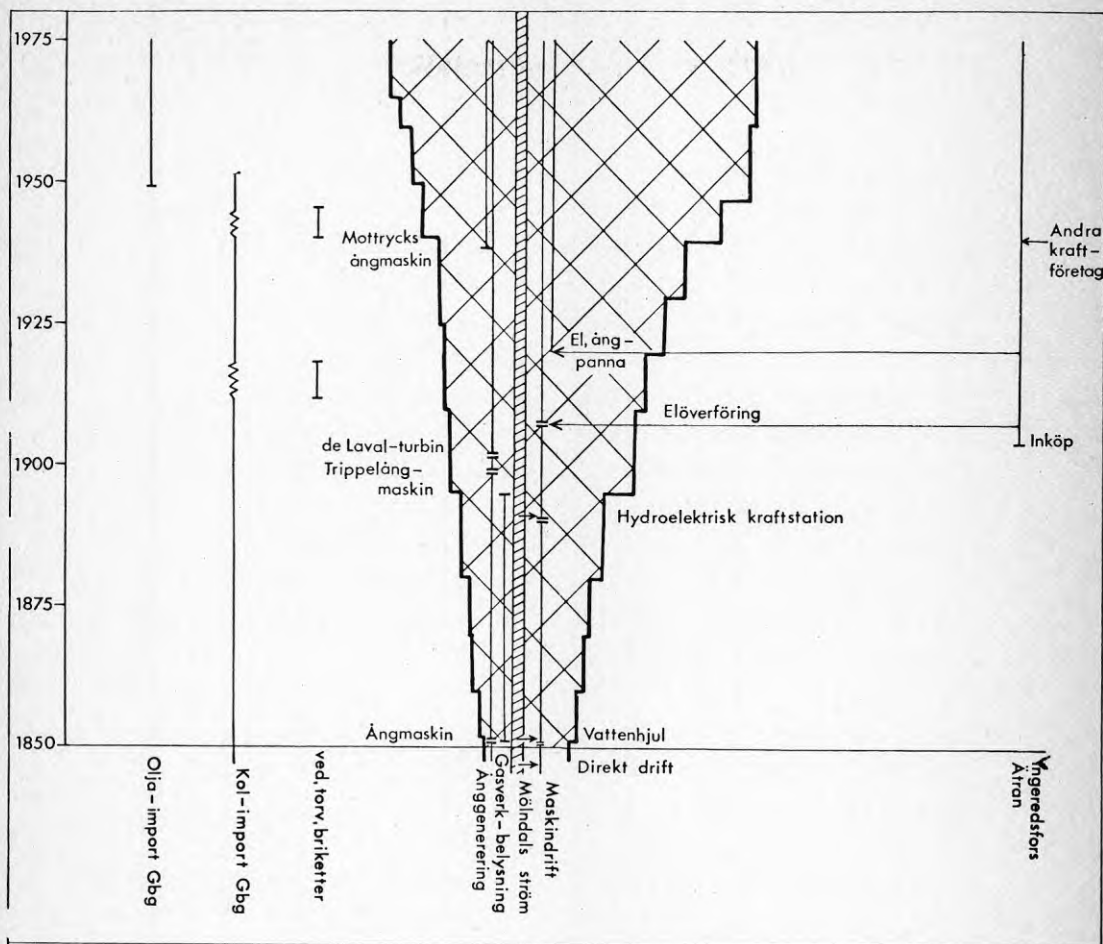 1975
1950
1925
1900
1875
1850
Mottrycks
ångmaskin
Andra
kraft-
företag
El, ång-
panna
Elöverföring
de Laval-turbin
Trippelång-
maskin
Inköp
Hydroelektrisk kraftstation
Ångmaskin
Vattenhjul
Direkt drift
Olja-import Gbg
Kol-import Gbg
ved, torv, briketter
Ånggenerering
Gasverk-belysning
Mölndals ström
Maskindrift
Yngeredsfors
Ätran